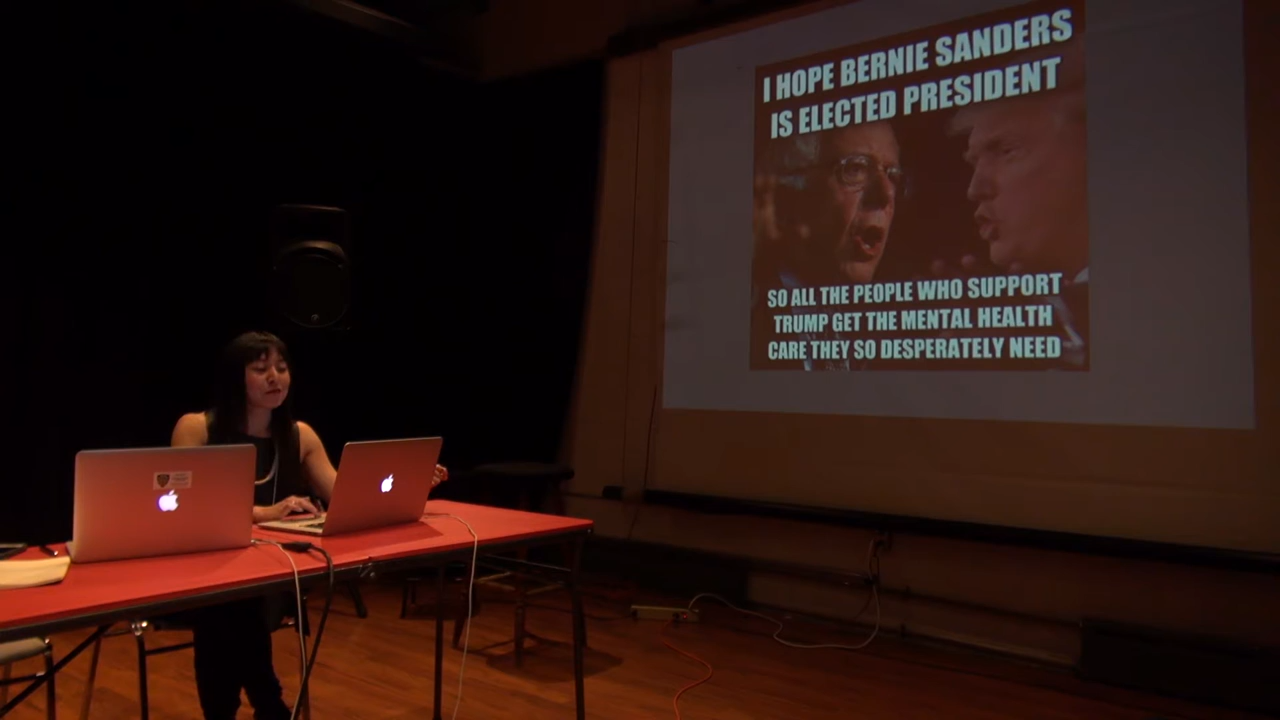 I HOPE BERNIE SANDERS
IS ELECTED PRESIDENT
SO ALL THE PEOPLE WHO SUPPORT
TRUMP GET THE MENTAL HEALTH
CARE THEY SO DESPERATELY NEED